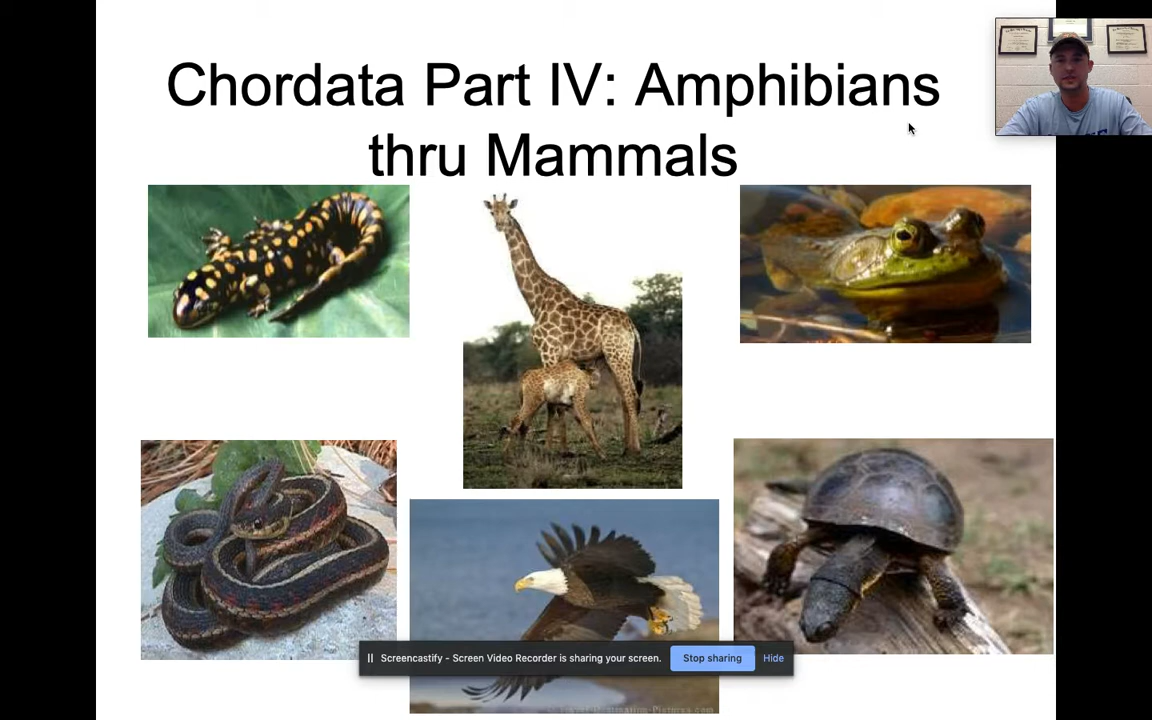 Chordata Part IV: Amphibians
thru Mammals
Screencastify - Screen Video Recorder is sharing your screen.
Stop sharing
Hide